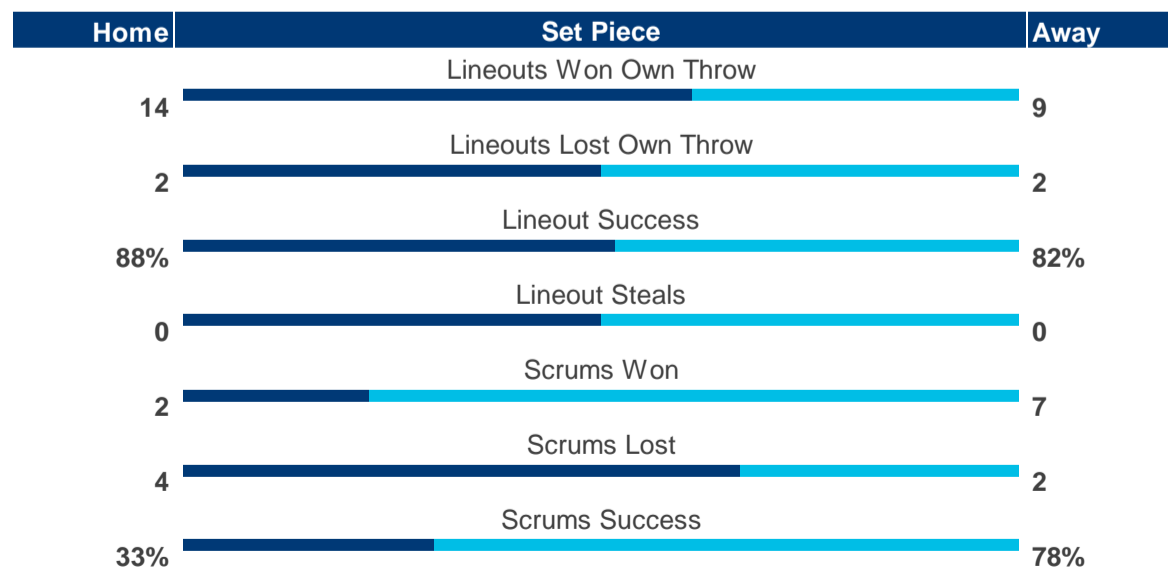 Home Set Piece Away
Lineouts Won Own Throw
14 9
Lineouts Lost Own Throw
2 2
Lineout Success
88% 82%
Lineout Steals
0 0
Scrums Won
2 7
Scrums Lost
4 2
Scrums Success
33% 78%